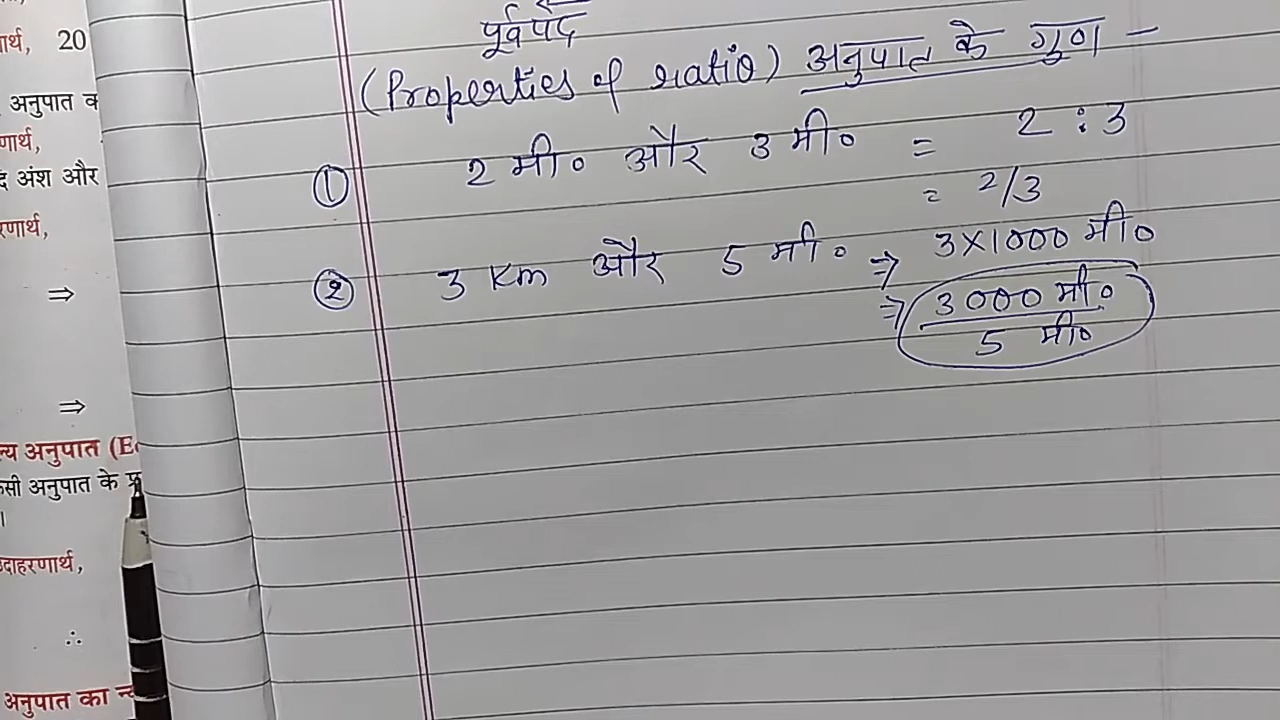 पूर्वपद
(Properties of ratio) अनुपात के गुण –
① 2 मी० और 3 मी० = 2 : 3
= 2/3
② 3 Km और 5 मी० ⇒ 3×1000 मी०
⇒ 3000 मी०
5 मी०
20
अनुपात
अंश और
⇒
⇒
अनुपात (
अनुपात के
∴
अनुपात का